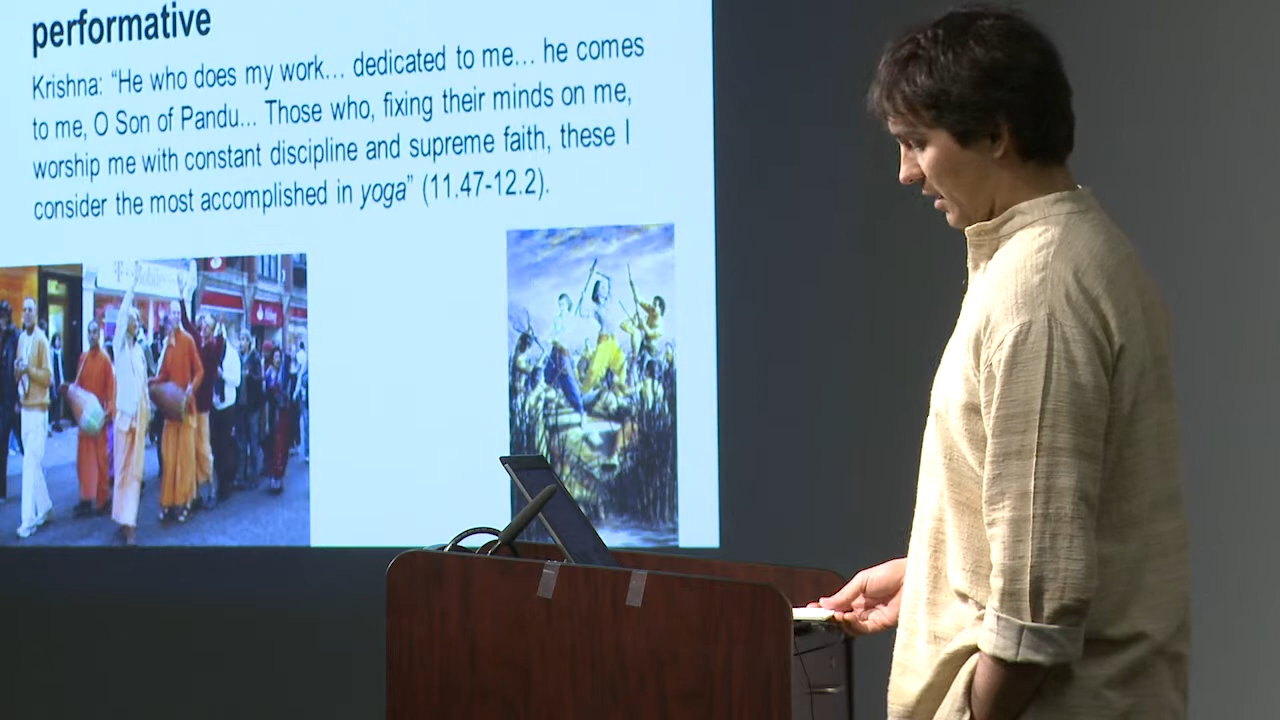 performative
Krishna: “He who does my work... dedicated to me... he comes
to me, O Son of Pandu... Those who, fixing their minds on me,
worship me with constant discipline and supreme faith, these I
consider the most accomplished in yoga” (11.47-12.2).